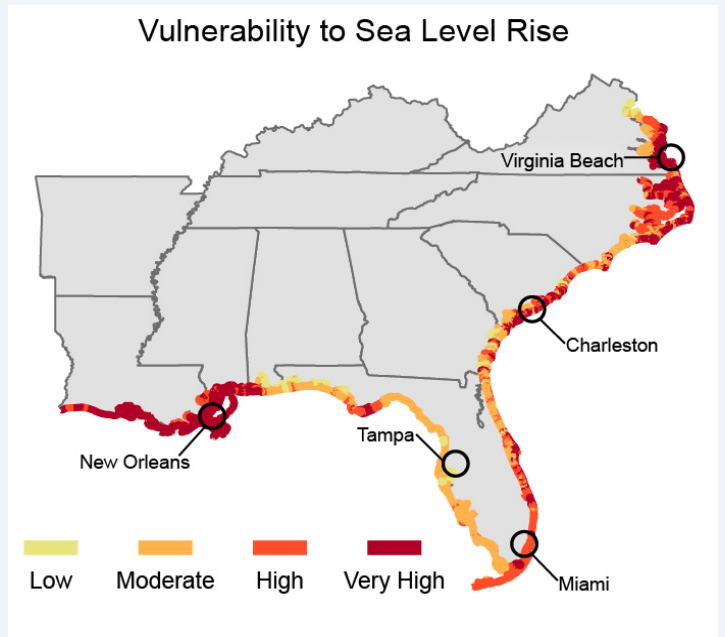 Vulnerability to Sea Level Rise
Virginia Beach
Charleston
Tampa
New Orleans
Miami
Low Moderate High Very High